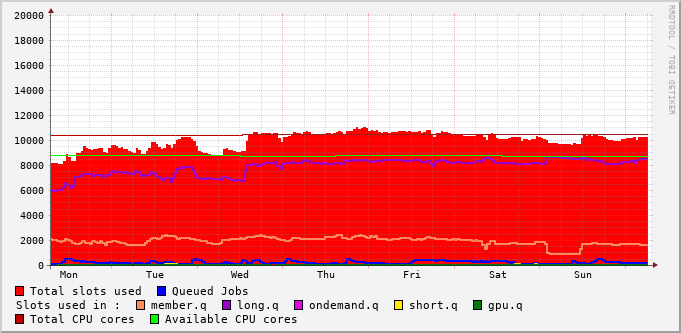 20000
18000
16000
14000
12000
10000
8000
6000
4000
2000
0
Mon Tue Wed Thu Fri Sat Sun
Total slots used Queued Jobs
Slots used in : member.q long.q ondemand.q short.q gpu.q
Total CPU cores Available CPU cores
RRDTOOL / TOBI OETIKER